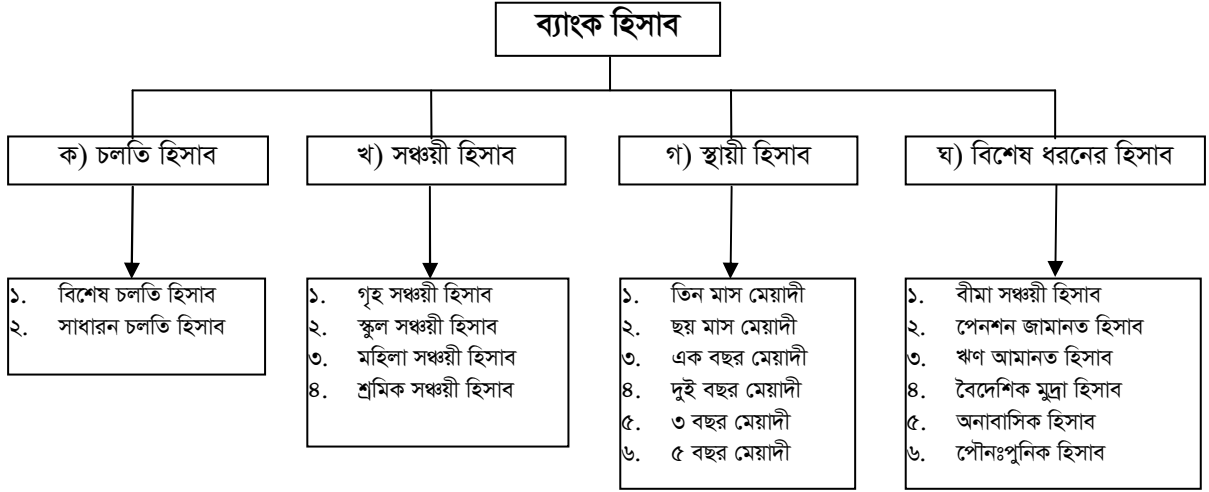 ব্যাংক হিসাব
ক) চলতি হিসাব
খ) সঞ্চয়ী হিসাব
গ) স্থায়ী হিসাব
ঘ) বিশেষ ধরনের হিসাব
১. বিশেষ চলতি হিসাব
২. সাধারন চলতি হিসাব
১. গৃহ সঞ্চয়ী হিসাব
২. স্কুল সঞ্চয়ী হিসাব
৩. মহিলা সঞ্চয়ী হিসাব
৪. শ্রমিক সঞ্চয়ী হিসাব
১. তিন মাস মেয়াদী
২. ছয় মাস মেয়াদী
৩. এক বছর মেয়াদী
৪. দুই বছর মেয়াদী
৫. ৩ বছর মেয়াদী
৬. ৫ বছর মেয়াদী
১. বীমা সঞ্চয়ী হিসাব
২. পেনশন জামানত হিসাব
৩. ঋণ আমানত হিসাব
৪. বৈদেশিক মুদ্রা হিসাব
৫. অনাবাসিক হিসাব
৬. পৌনঃপুনিক হিসাব